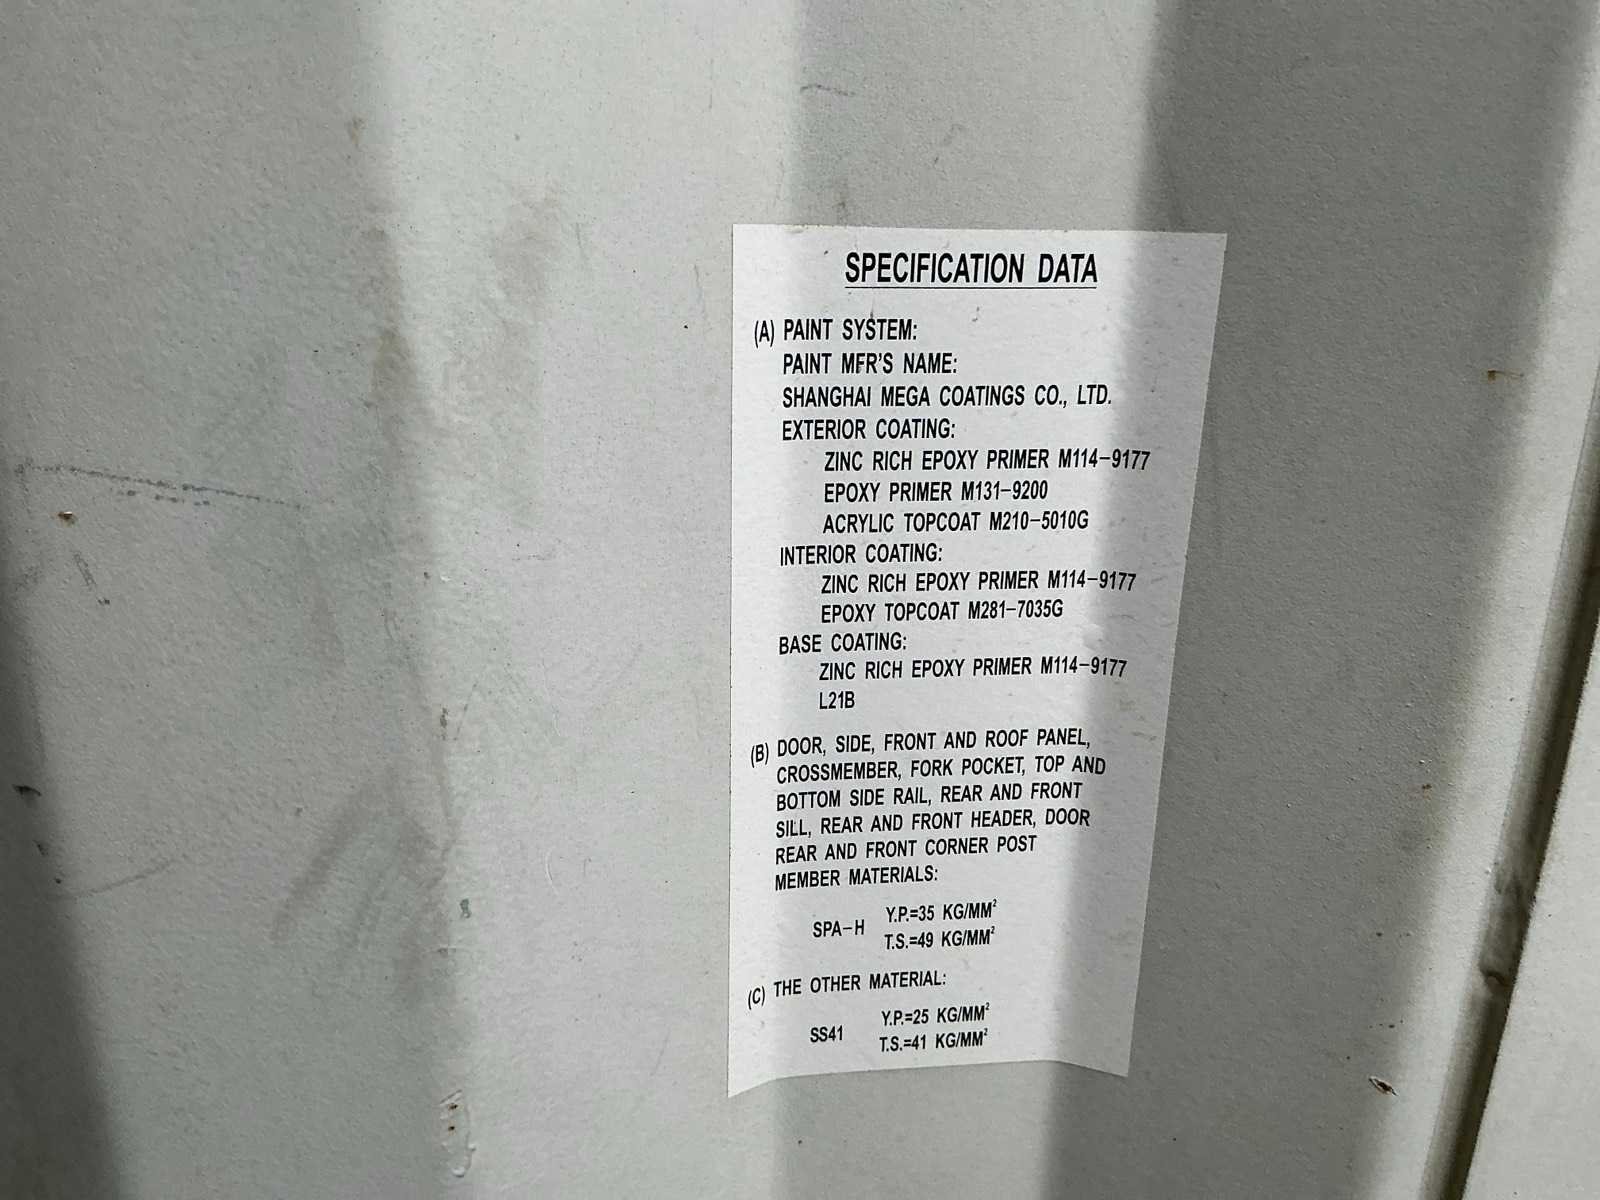 SPECIFICATION DATA
(A) PAINT SYSTEM:
PAINT MFR'S NAME:
SHANGHAI MEGA COATINGS CO., LTD.
EXTERIOR COATING:
ZINC RICH EPOXY PRIMER M114-9177
EPOXY PRIMER M131-9200
ACRYLIC TOPCOAT M210-5010G
INTERIOR COATING:
ZINC RICH EPOXY PRIMER M114-9177
EPOXY TOPCOAT M281-7035G
BASE COATING:
ZINC RICH EPOXY PRIMER M114-9177
L21B
(B) DOOR, SIDE, FRONT AND ROOF PANEL,
CROSSMEMBER, FORK POCKET, TOP AND
BOTTOM SIDE RAIL, REAR AND FRONT
SILL, REAR AND FRONT HEADER, DOOR
REAR AND FRONT CORNER POST
MEMBER MATERIALS:
SPA-H Y.P.=35 KG/MM²
T.S.=49 KG/MM²
(C) THE OTHER MATERIAL:
SS41 Y.P.=25 KG/MM²
T.S.=41 KG/MM²